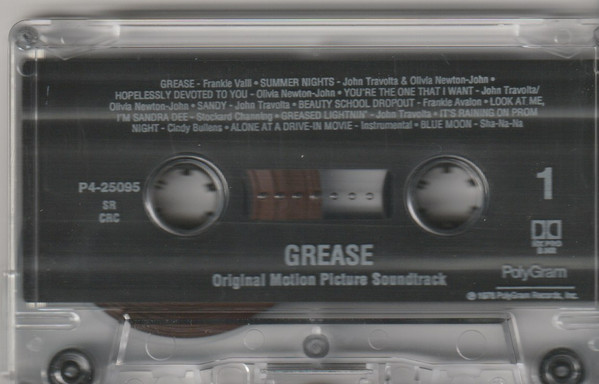 GREASE - Frankie Valli • SUMMER NIGHTS - John Travolta & Olivia Newton-John •
HOPELESSLY DEVOTED TO YOU - Olivia Newton-John • YOU'RE THE ONE THAT I WANT - John Travolta/
Olivia Newton-John • SANDY - John Travolta • BEAUTY SCHOOL DROPOUT - Frankie Avalon • LOOK AT ME,
I'M SANDRA DEE - Stockard Channing • GREASED LIGHTNIN' - John Travolta • IT'S RAINING ON PROM
NIGHT - Cindy Bullens • ALONE AT A DRIVE-IN MOVIE - Instrumental • BLUE MOON - Sha-Na-Na
P4-25095
SR
CRC
1
GREASE
Original Motion Picture Soundtrack
PolyGram
℗ 1978 PolyGram Records, Inc.